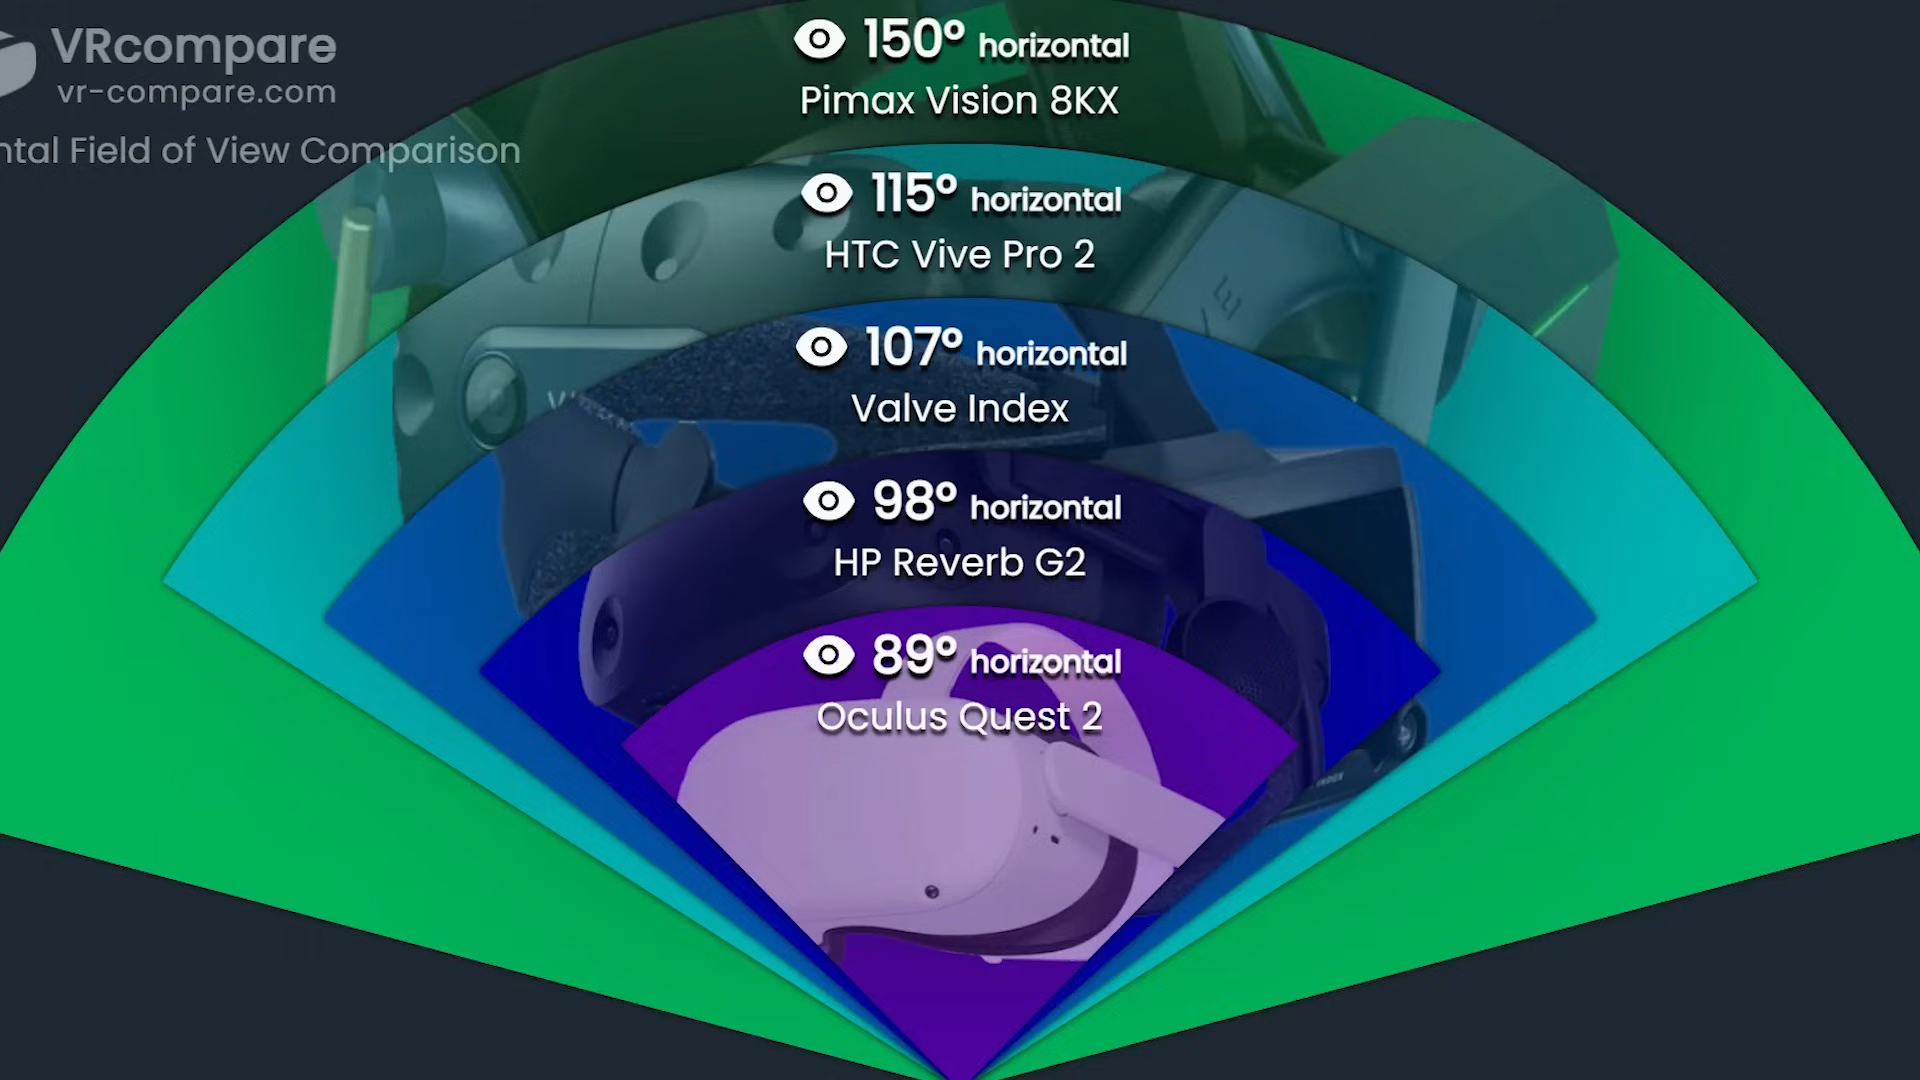 VRcompare
vr-compare.com
ntal Field of View Comparison
150° horizontal
Pimax Vision 8KX
115° horizontal
HTC Vive Pro 2
107° horizontal
Valve Index
98° horizontal
HP Reverb G2
89° horizontal
Oculus Quest 2
INDEX